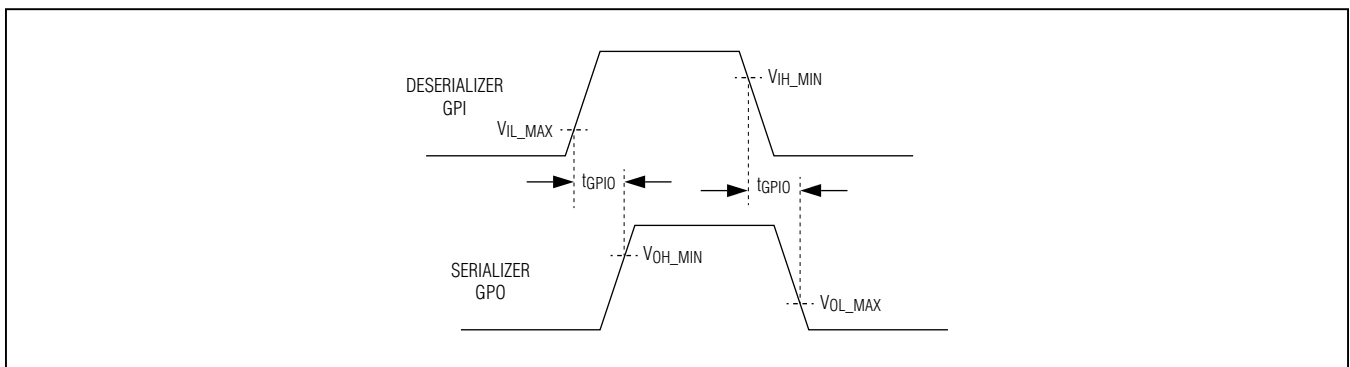 DESERIALIZER
GPI
VIH_MIN
VIL_MAX
tGPIO
tGPIO
VOH_MIN
SERIALIZER
GPO
VOL_MAX